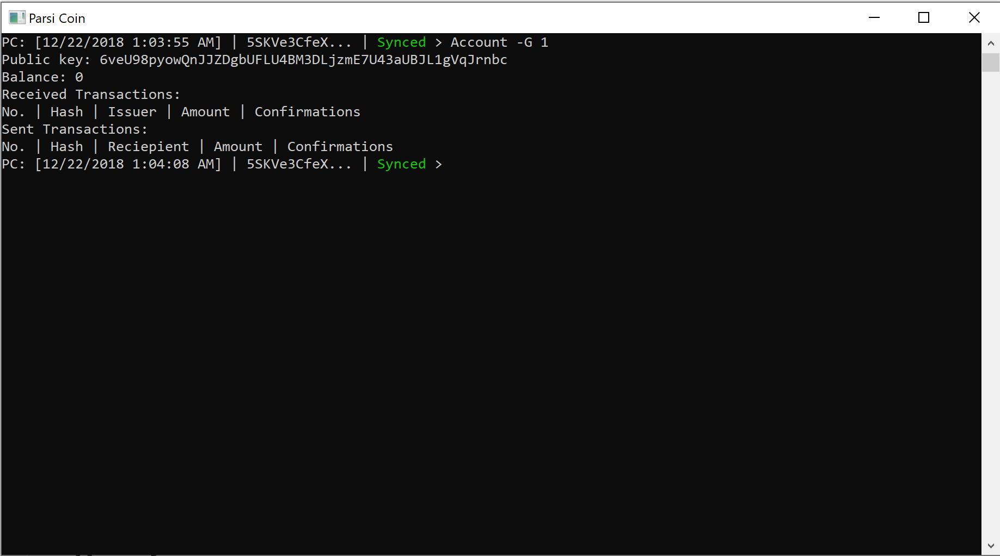 Parsi Coin
PC: [12/22/2018 1:03:55 AM] | 5SKVe3CfeX... | Synced > Account -G 1
Public key: 6veU98pyowQnJJZDgbUFLU4BM3DLjzmE7U43aUBJL1gVqJrnbc
Balance: 0
Received Transactions:
No. | Hash | Issuer | Amount | Confirmations
Sent Transactions:
No. | Hash | Reciepient | Amount | Confirmations
PC: [12/22/2018 1:04:08 AM] | 5SKVe3CfeX... | Synced >